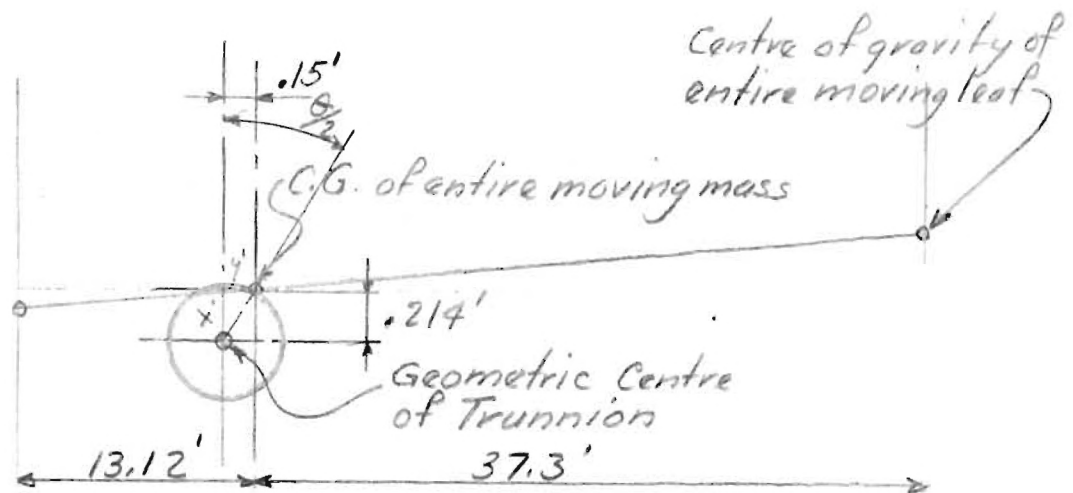 .15'
θ/2
Centre of gravity of
entire moving leaf
C.G. of entire moving mass
y'
x'
.214'
Geometric Centre
of Trunnion
13.12'
37.3'